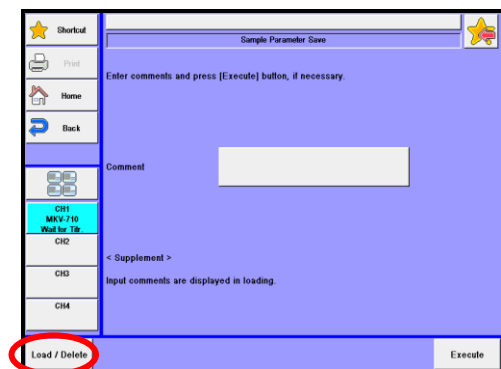 Shortcut
Sample Parameter Save
Print
Enter comments and press [Execute] button, if necessary.
Home
Back
Comment
CH1
MKV-710
Wait for Titr.
CH2
< Supplement >
CH3
Input comments are displayed in loading.
CH4
Load / Delete
Execute